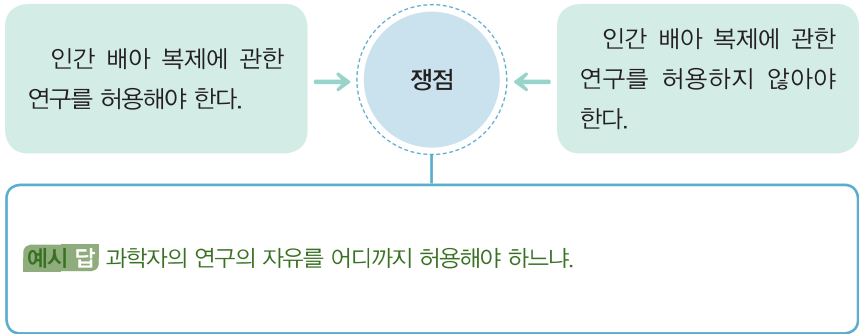 인간 배아 복제에 관한
연구를 허용해야 한다.
쟁점
인간 배아 복제에 관한
연구를 허용하지 않아야
한다.
예시 답 과학자의 연구의 자유를 어디까지 허용해야 하느냐.